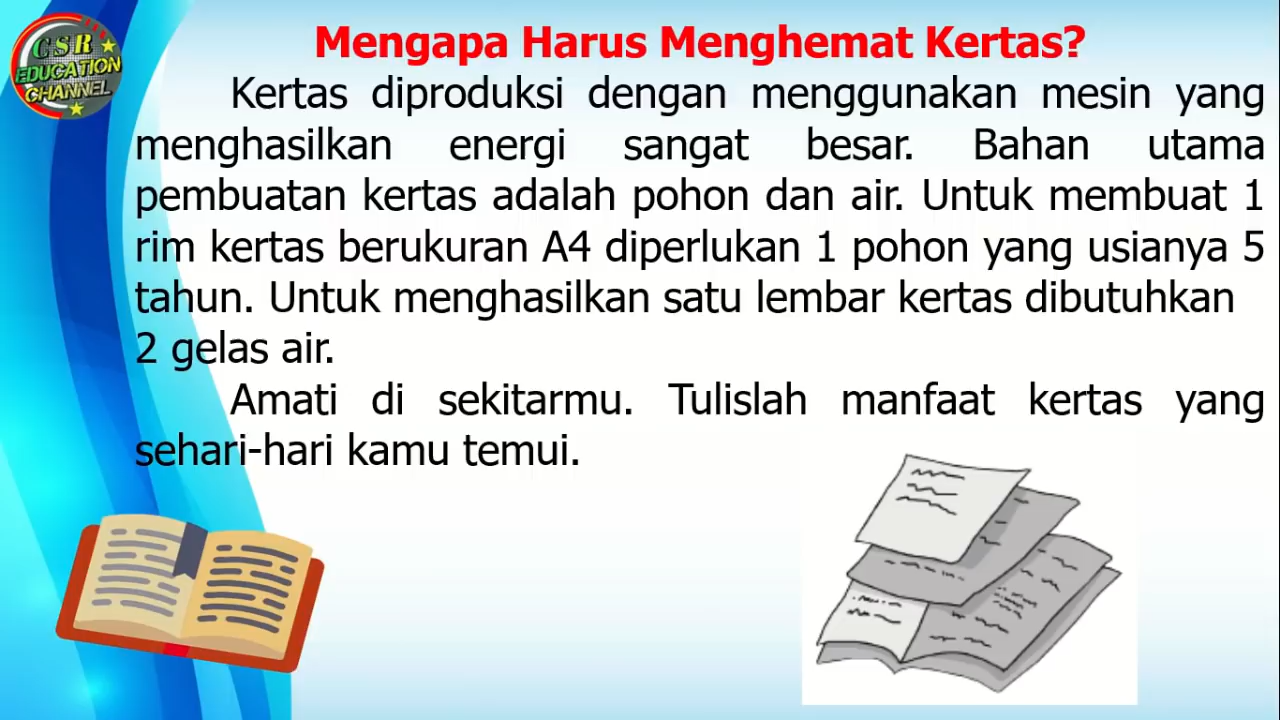 CSR
EDUCATION
CHANNEL
Mengapa Harus Menghemat Kertas?
Kertas diproduksi dengan menggunakan mesin yang
menghasilkan energi sangat besar. Bahan utama
pembuatan kertas adalah pohon dan air. Untuk membuat 1
rim kertas berukuran A4 diperlukan 1 pohon yang usianya 5
tahun. Untuk menghasilkan satu lembar kertas dibutuhkan
2 gelas air.
Amati di sekitarmu. Tulislah manfaat kertas yang
sehari-hari kamu temui.